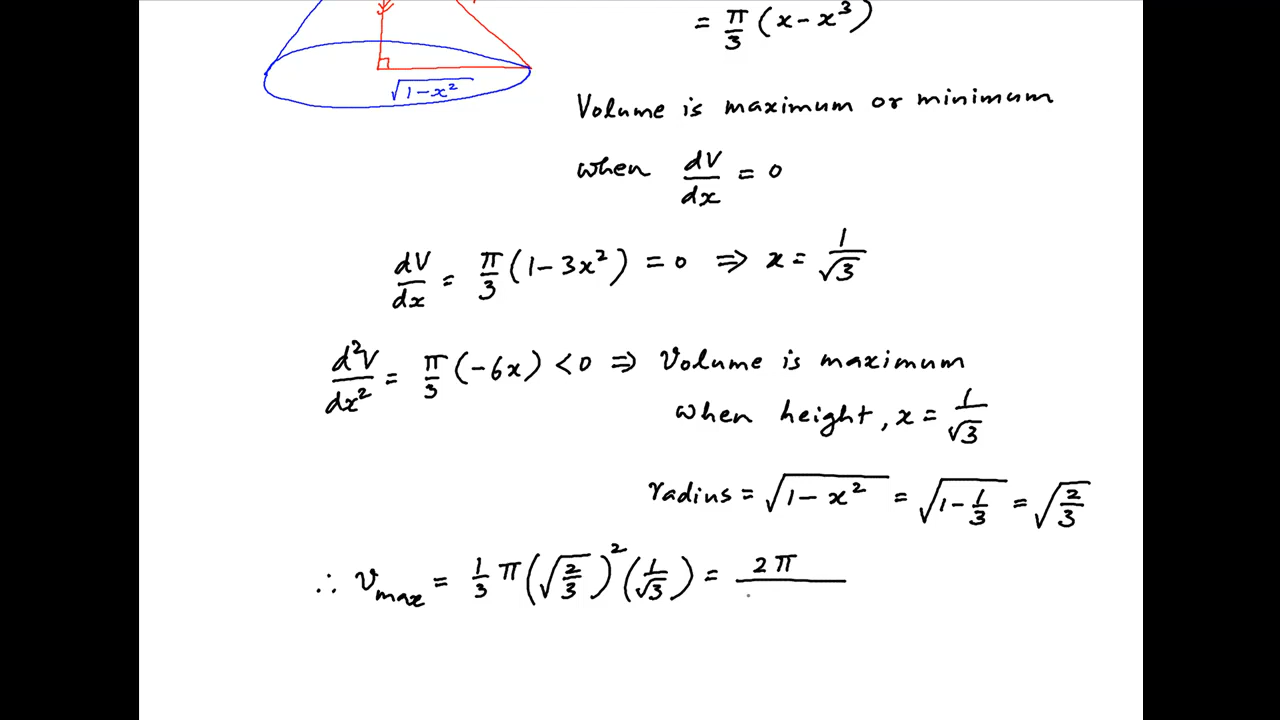 = π/3 (x - x³)
√(1 - x²)
Volume is maximum or minimum
when dV/dx = 0
dV/dx = π/3 (1 - 3x²) = 0 ⇒ x = 1/√3
d²V/dx² = π/3 (-6x) < 0 ⇒ Volume is maximum
when height, x = 1/√3
radius = √(1 - x²) = √(1 - 1/3) = √(2/3)
∴ Vmax = 1/3 π (√(2/3))² (1/√3) = 2π/